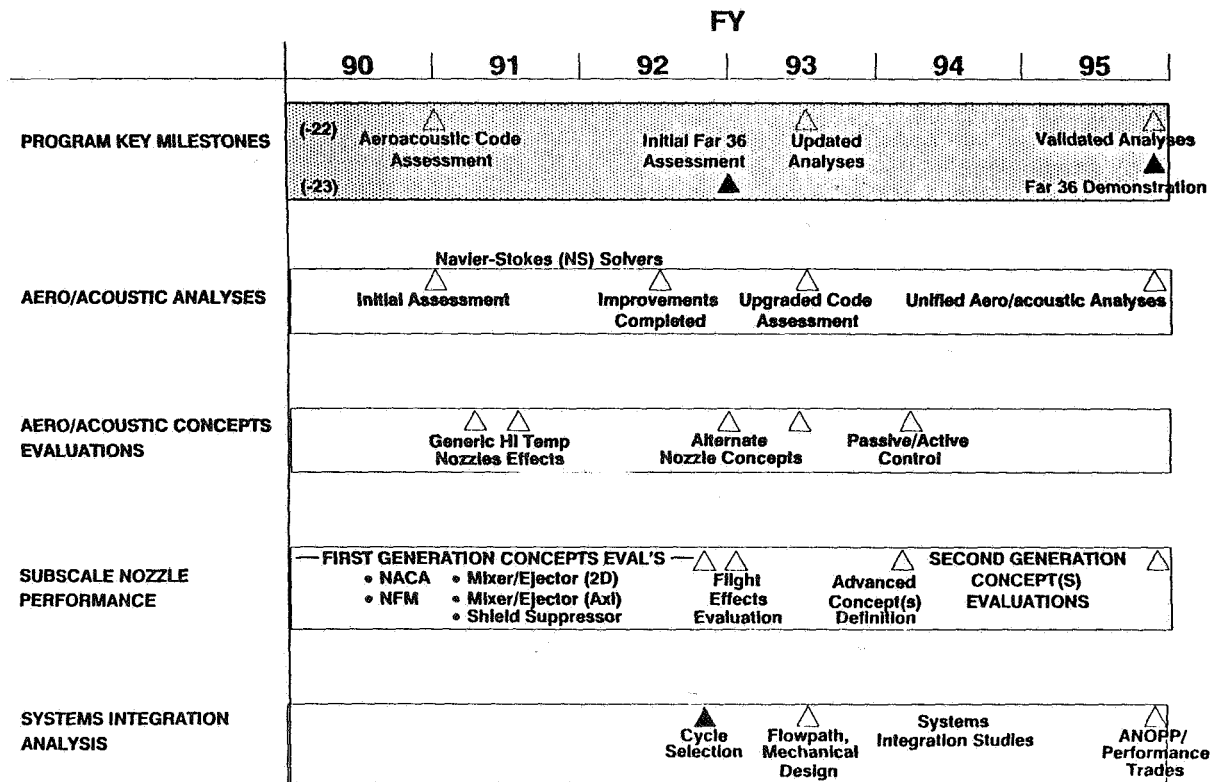 FY
90 91 92 93 94 95
PROGRAM KEY MILESTONES
(-22)
(-23)
Aeroacoustic Code
Assessment
Initial Far 36
Assessment
Updated
Analyses
Validated Analyses
Far 36 Demonstration
AERO/ACOUSTIC ANALYSES
Navier-Stokes (NS) Solvers
Initial Assessment
Improvements
Completed
Upgraded Code
Assessment
Unified Aero/acoustic Analyses
AERO/ACOUSTIC CONCEPTS
EVALUATIONS
Generic HI Temp
Nozzles Effects
Alternate
Nozzle Concepts
Passive/Active
Control
SUBSCALE NOZZLE
PERFORMANCE
FIRST GENERATION CONCEPTS EVAL'S
• NACA
• NFM
• Mixer/Ejector (2D)
• Mixer/Ejector (Axi)
• Shield Suppressor
Flight
Effects
Evaluation
Advanced
Concept(s)
Definition
SECOND GENERATION
CONCEPT(S)
EVALUATIONS
SYSTEMS INTEGRATION
ANALYSIS
Cycle
Selection
Flowpath,
Mechanical
Design
Systems
Integration Studies
ANOPP/
Performance
Trades